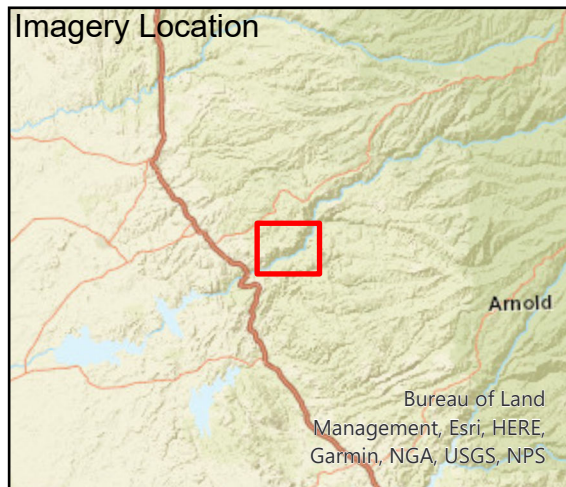 Imagery Location
Arnold
Bureau of Land
Management, Esri, HERE,
Garmin, NGA, USGS, NPS